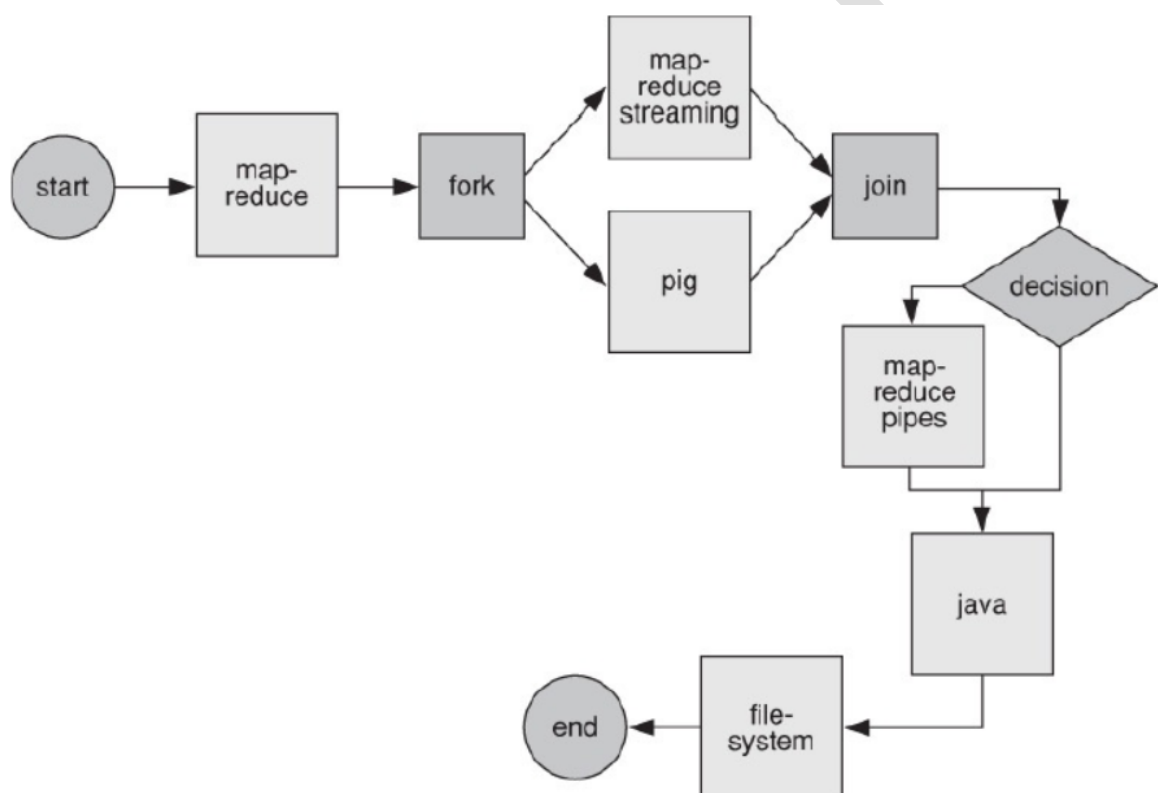 start
map-
reduce
fork
map-
reduce
streaming
pig
join
decision
map-
reduce
pipes
java
file-
system
end